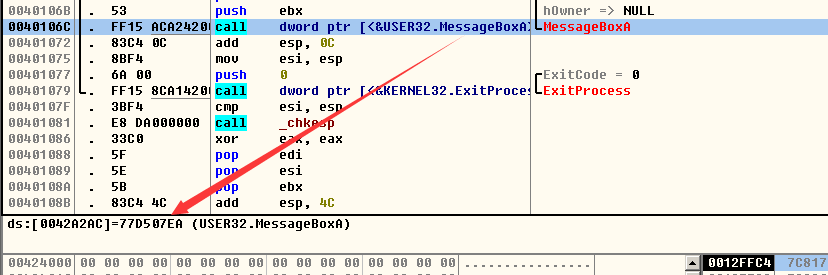 0040106B . 53 push ebx hOwner => NULL
0040106C . FF15 ACA24200 call dword ptr [<&USER32.MessageBoxA> MessageBoxA
00401072 . 83C4 0C add esp, 0C
00401075 . 8BF4 mov esi, esp
00401077 . 6A 00 push 0 ExitCode = 0
00401079 . FF15 8CA14200 call dword ptr [<&KERNEL32.ExitProces ExitProcess
0040107F . 3BF4 cmp esi, esp
00401081 . E8 DA000000 call _chkesp
00401086 . 33C0 xor eax, eax
00401088 . 5F pop edi
00401089 . 5E pop esi
0040108A . 5B pop ebx
0040108B . 83C4 4C add esp, 4C
ds:[0042A2AC]=77D507EA (USER32.MessageBoxA)
00424000 00 00 00 00 00 00 00 00 00 00 00 00 00 00 00 00 ................ 0012FFC4 7C817